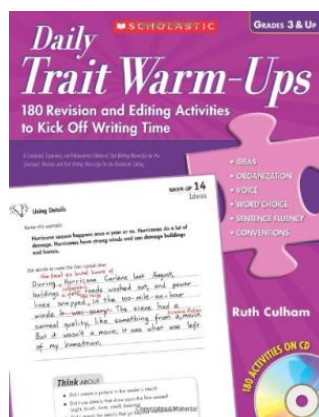 SCHOLASTIC
GRADES 3 & UP
Daily
Trait Warm-Ups
180 Revision and Editing Activities
to Kick Off Writing Time
• IDEAS
• ORGANIZATION
• VOICE
• WORD CHOICE
• SENTENCE FLUENCY
• CONVENTIONS
WARM-UP 14
Ideas
Using Details
Hurricane season happens once a year or so. Hurricanes do a lot of
damage. Hurricanes have strong winds and can damage buildings
and homes.
During a Hurricane Carlene last August,
buildings roads washed out, and power
lines snapped in the 100-mile-an-hour
winds. It was scary. The scene had a
surreal quality, like something from a movie.
But it wasn't a movie, it was what was left
of my hometown.
Ruth Culham
Think ABOUT
180 ACTIVITIES ON CD